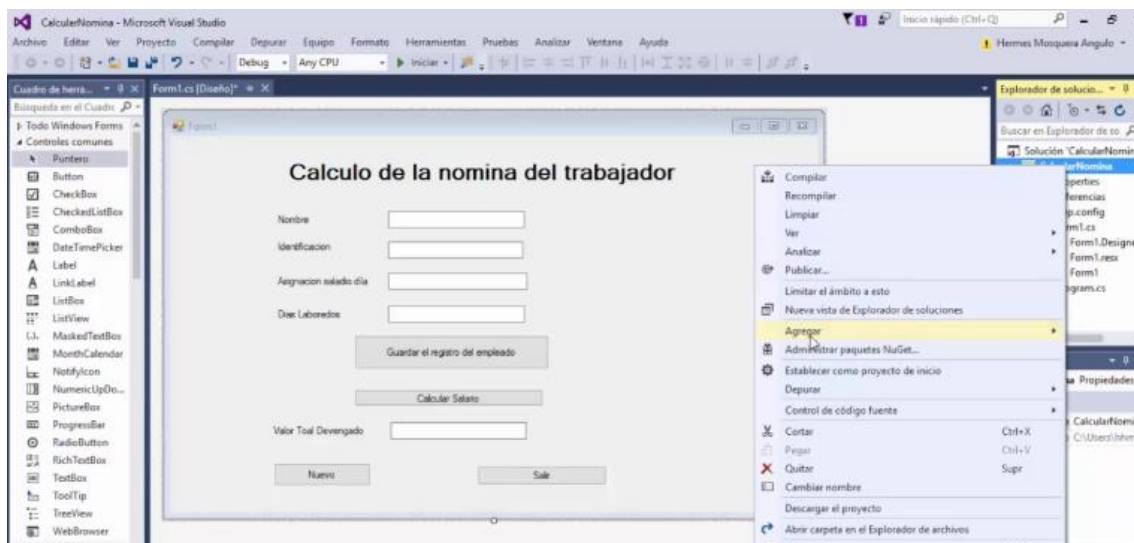 CalculerNomina - Microsoft Visual Studio
Inicio rápido (Ctrl+Q)
Archivo Editar Ver Proyecto Compilar Depurar Equipo Formato Herramientas Pruebas Analizar Ventana Ayuda
Hermes Mosquera Angulo
Debug Any CPU Iniciar
Cuadro de herra...
Búsqueda en el Cuadrc
Todo Windows Forms
Controles comunes
Puntero
Button
CheckBox
CheckedListBox
ComboBox
DateTimePicker
Label
LinkLabel
ListBox
ListView
MaskedTextBox
MonthCalendar
NotifyIcon
NumericUpDo...
PictureBox
ProgressBar
RadioButton
RichTextBox
TextBox
ToolTip
TreeView
WebBrowser
Form1.cs [Diseño]*
Form1
Calculo de la nomina del trabajador
Nombre
Identificacion
Asignacion salario día
Dias Laborados
Guardar el registro del empleado
Calcular Salario
Valor Toal Devengado
Nuevo
Salir
Compilar
Recompilar
Limpiar
Ver
Analizar
Publicar...
Limitar el ámbito a esto
Nueva vista de Explorador de soluciones
Agregar
Administrar paquetes NuGet...
Establecer como proyecto de inicio
Depurar
Control de código fuente
Cortar Ctrl+X
Pegar Ctrl+V
Quitar Supr
Cambiar nombre
Descargar el proyecto
Abrir carpeta en el Explorador de archivos
Explorador de solucio...
Buscar en Explorador de so
Solución 'CalcularNomin
larNomina
operties
ferencias
p.config
rm1.cs
Form1.Designe
Form1.resx
Form1
ogram.cs
Propiedades
CalcularNomi
C:\Users\hhm